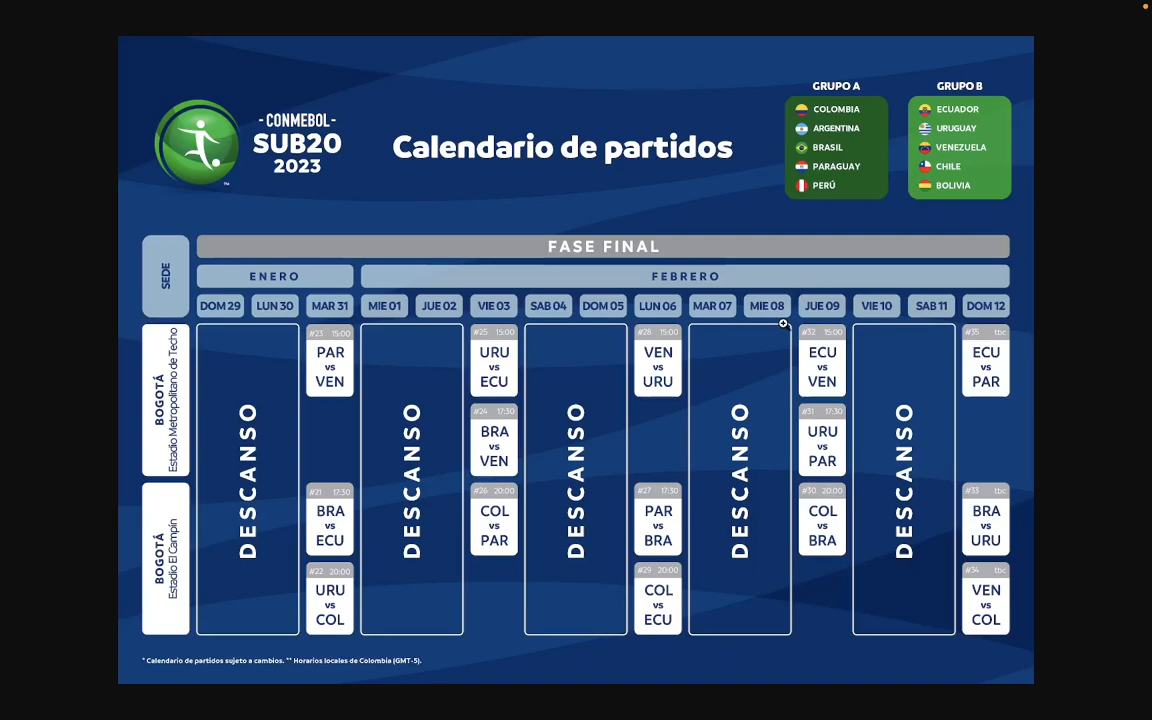 - CONMEBOL -
SUB20
2023
™
Calendario de partidos
GRUPO A
COLOMBIA
ARGENTINA
BRASIL
PARAGUAY
PERÚ
GRUPO B
ECUADOR
URUGUAY
VENEZUELA
CHILE
BOLIVIA
SEDE
FASE FINAL
ENERO
FEBRERO
DOM 29
LUN 30
MAR 31
MIE 01
JUE 02
VIE 03
SAB 04
DOM 05
LUN 06
MAR 07
MIE 08
JUE 09
VIE 10
SAB 11
DOM 12
BOGOTÁ
Estadio Metropolitano de Techo
BOGOTÁ
Estadio El Campín
DESCANSO
#23 15:00
PAR
vs
VEN
#21 17:30
BRA
vs
ECU
#22 20:00
URU
vs
COL
DESCANSO
#25 15:00
URU
vs
ECU
#24 17:30
BRA
vs
VEN
#26 20:00
COL
vs
PAR
DESCANSO
#28 15:00
VEN
vs
URU
#27 17:30
PAR
vs
BRA
#29 20:00
COL
vs
ECU
DESCANSO
#32 15:00
ECU
vs
VEN
#31 17:30
URU
vs
PAR
#30 20:00
COL
vs
BRA
DESCANSO
#35 tbc
ECU
vs
PAR
#33 tbc
BRA
vs
URU
#34 tbc
VEN
vs
COL
* Calendario de partidos sujeto a cambios. ** Horarios locales de Colombia (GMT-5).